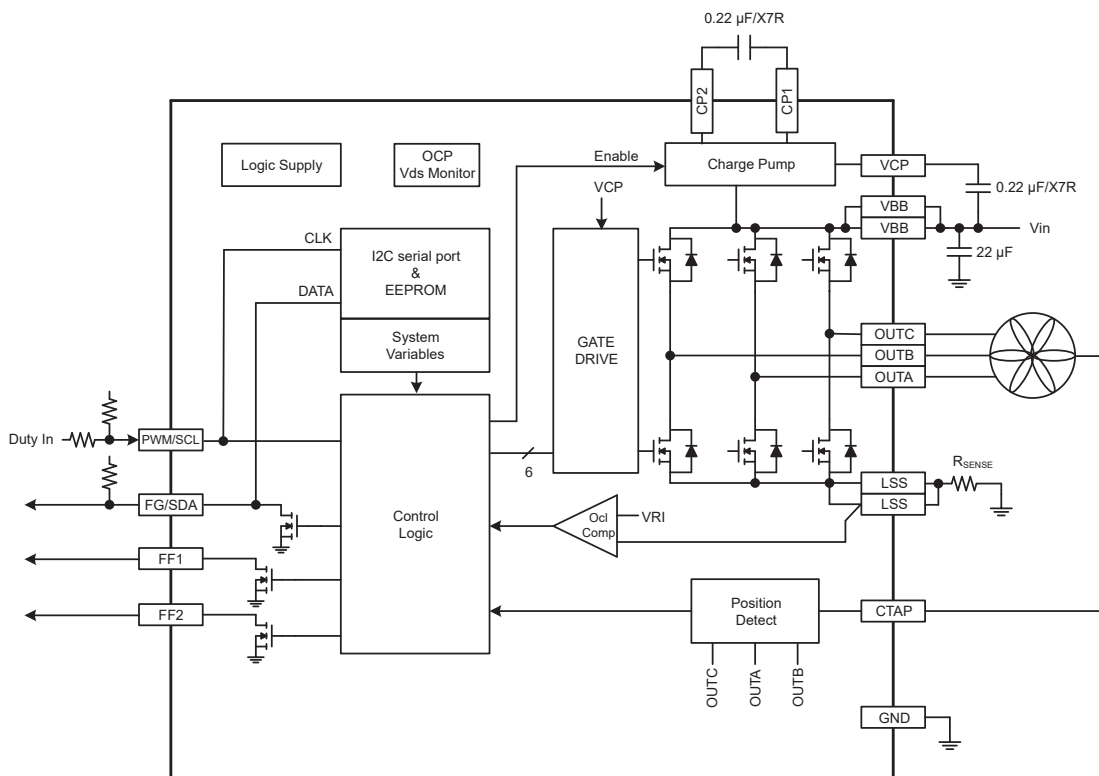 0.22 µF/X7R
CP2
CP1
Logic Supply
OCP
Vds Monitor
Enable
Charge Pump
VCP
0.22 µF/X7R
VCP
VBB
VBB
Vin
22 µF
CLK
I2C serial port
&
EEPROM
DATA
System
Variables
GATE
DRIVE
OUTC
OUTB
OUTA
Duty In
PWM/SCL
6
FG/SDA
Control
Logic
Ocl
Comp
VRI
LSS
LSS
RSENSE
FF1
FF2
Position
Detect
CTAP
OUTC
OUTA
OUTB
GND